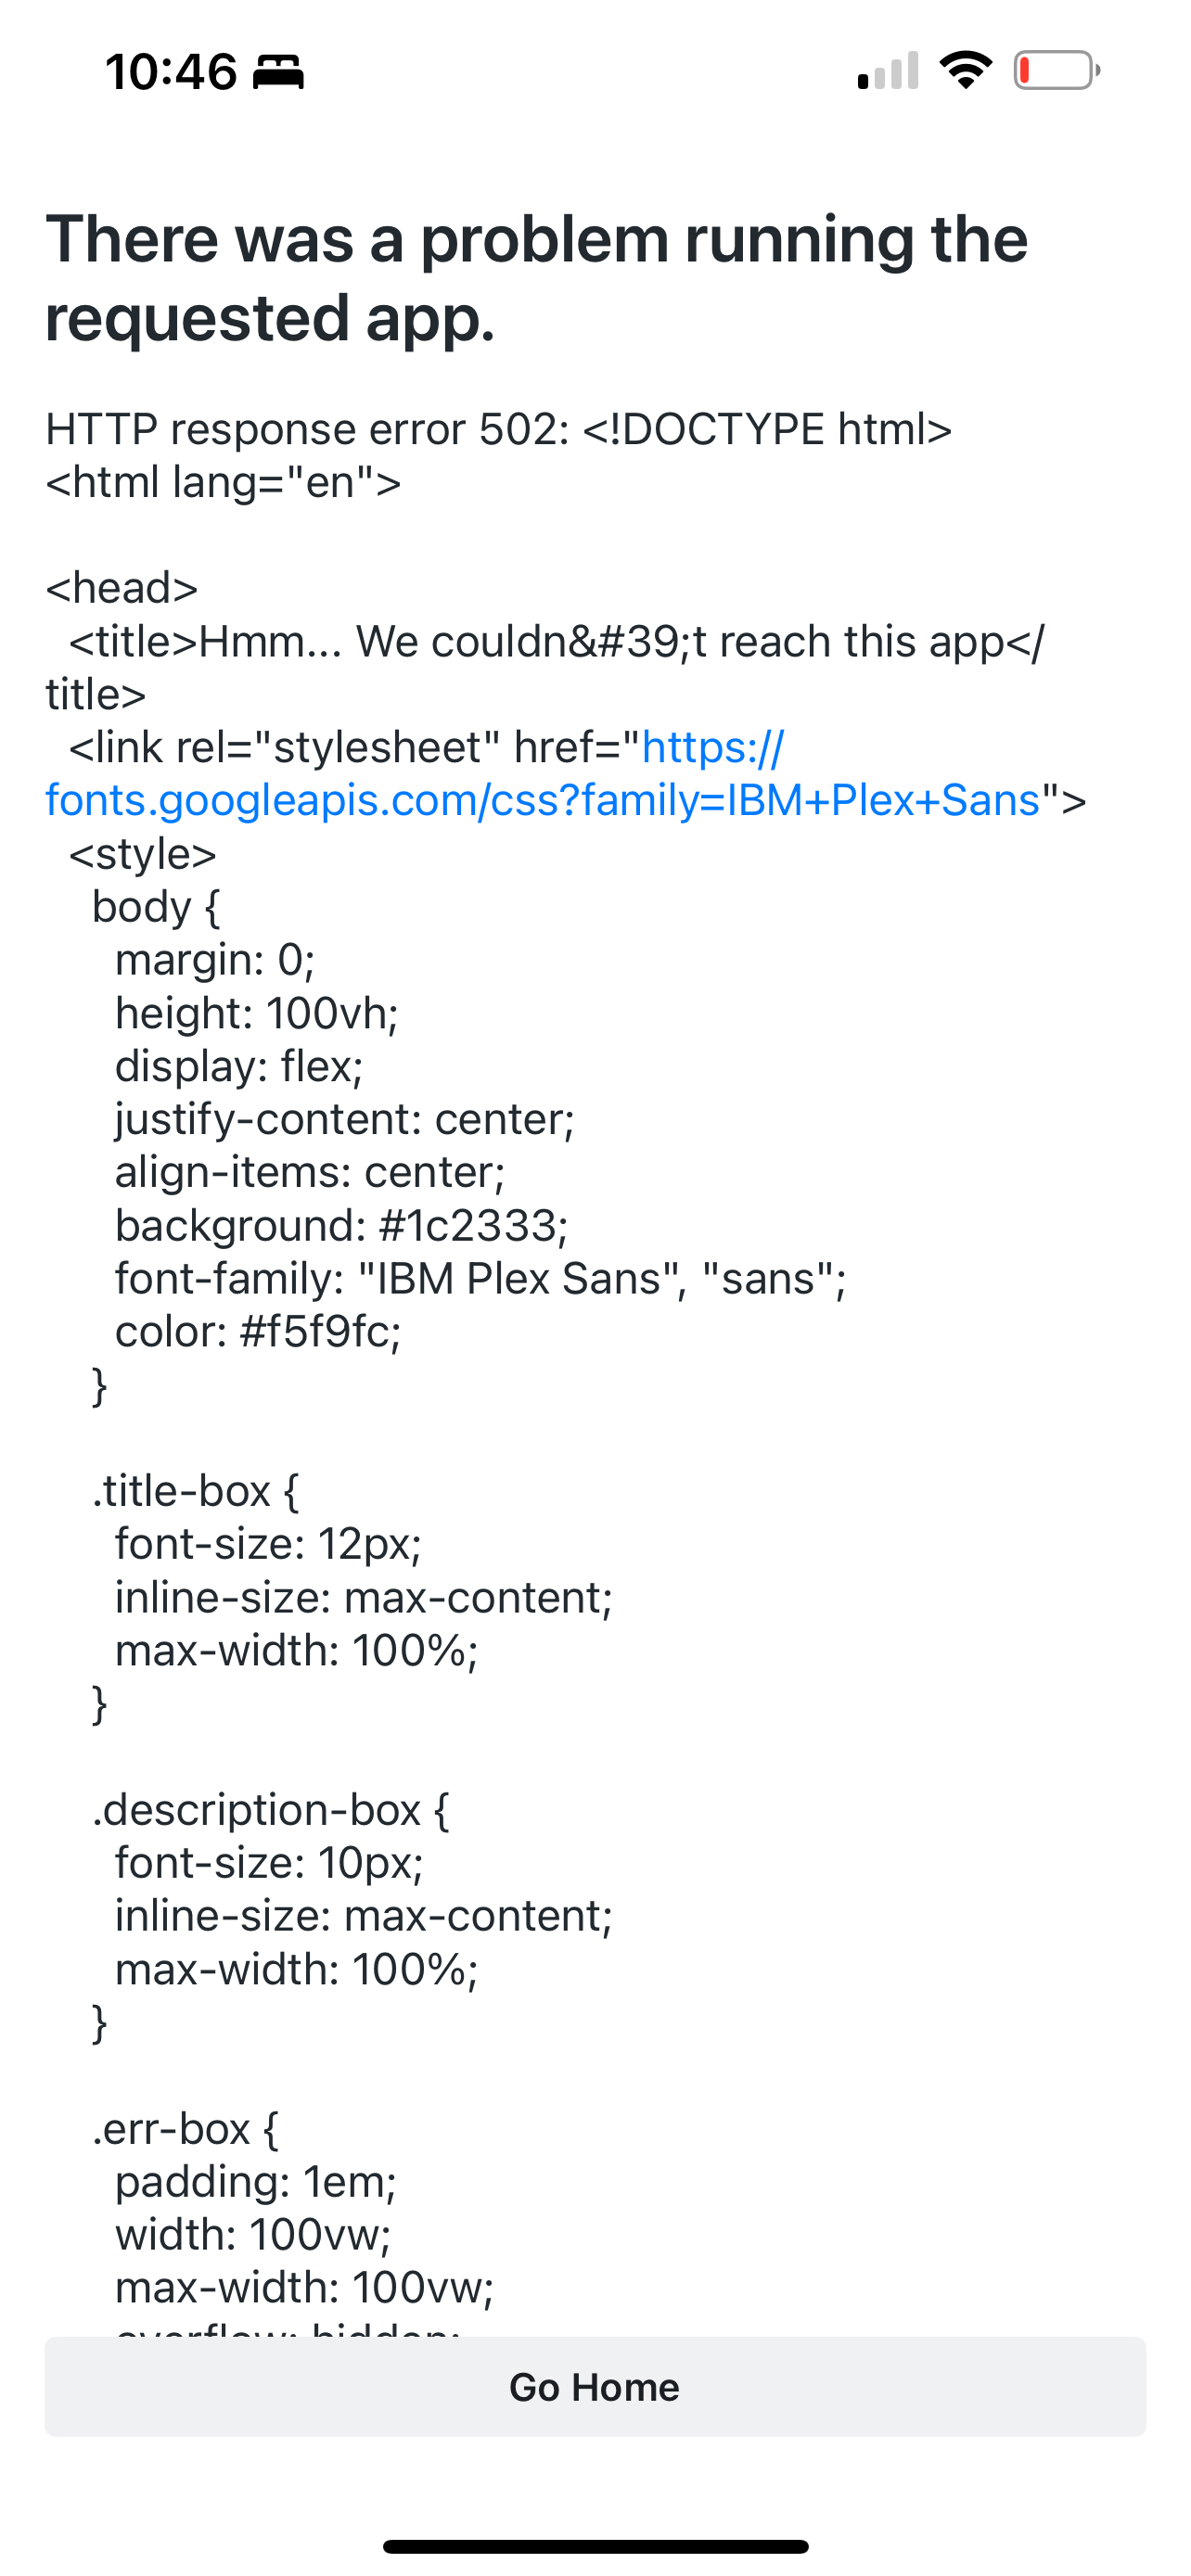 10:46
There was a problem running the
requested app.
HTTP response error 502: <!DOCTYPE html>
<html lang="en">
<head>
<title>Hmm... We couldn&#39;t reach this app</
title>
<link rel="stylesheet" href="https://
fonts.googleapis.com/css?family=IBM+Plex+Sans">
<style>
body {
margin: 0;
height: 100vh;
display: flex;
justify-content: center;
align-items: center;
background: #1c2333;
font-family: "IBM Plex Sans", "sans";
color: #f5f9fc;
}
.title-box {
font-size: 12px;
inline-size: max-content;
max-width: 100%;
}
.description-box {
font-size: 10px;
inline-size: max-content;
max-width: 100%;
}
.err-box {
padding: 1em;
width: 100vw;
max-width: 100vw;
overflow: hidden;
Go Home